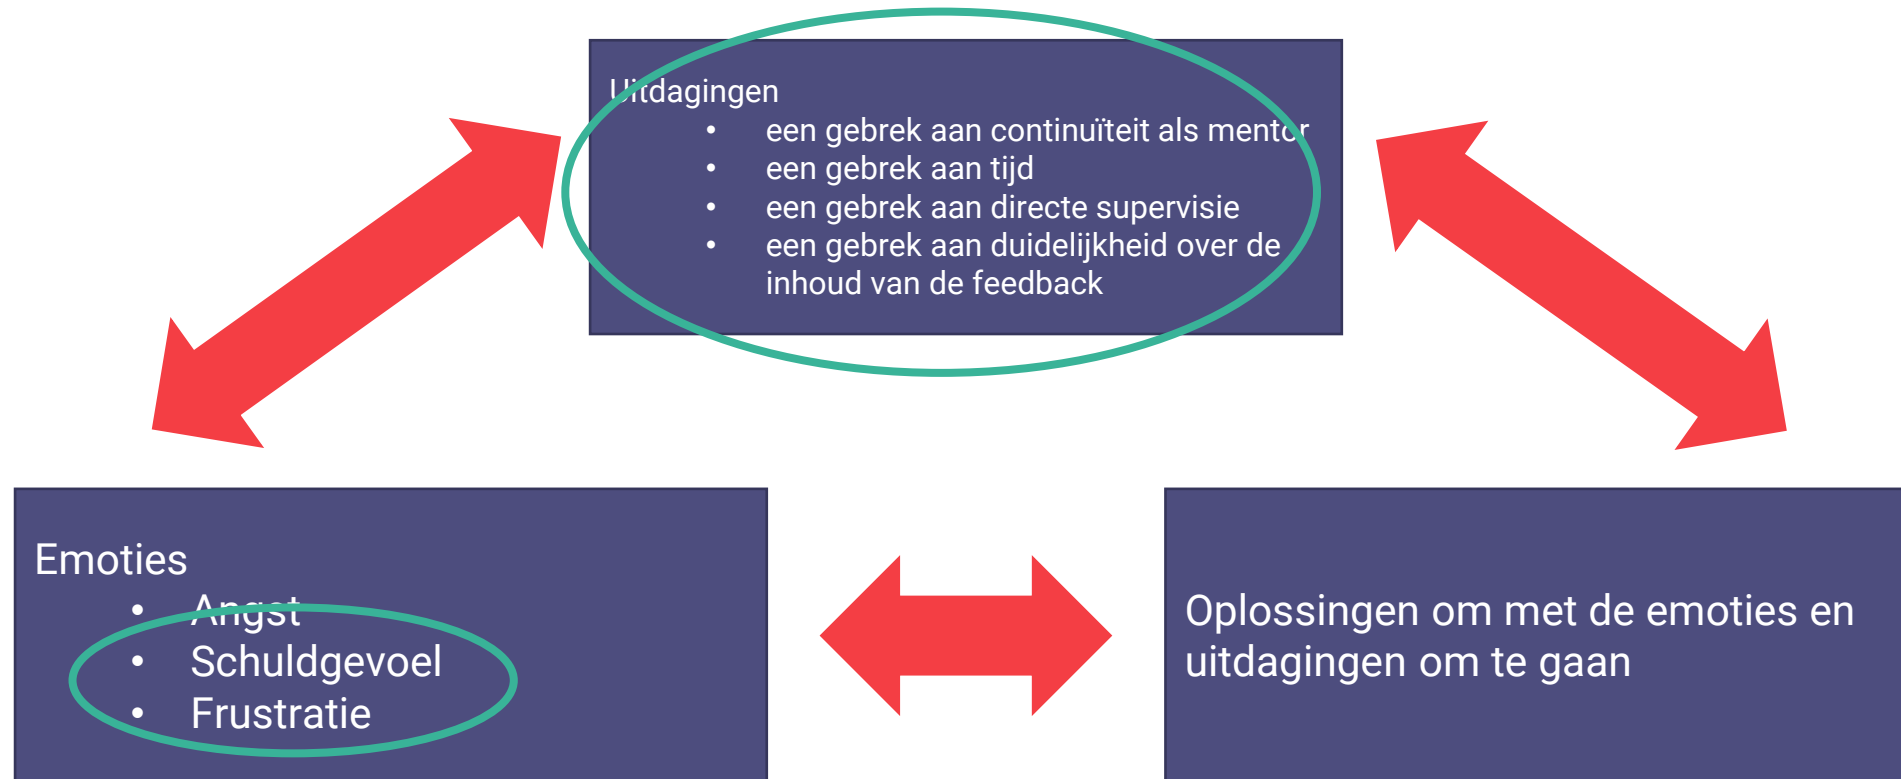 Uitdagingen
• een gebrek aan continuïteit als mentor
• een gebrek aan tijd
• een gebrek aan directe supervisie
• een gebrek aan duidelijkheid over de
inhoud van de feedback
Emoties
• Angst
• Schuldgevoel
• Frustratie
Oplossingen om met de emoties en
uitdagingen om te gaan